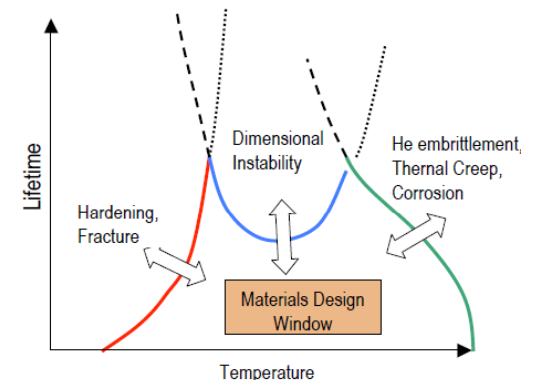 Lifetime
Dimensional
Instability
He embrittlement,
Thernal Creep,
Corrosion
Hardening,
Fracture
Materials Design
Window
Temperature